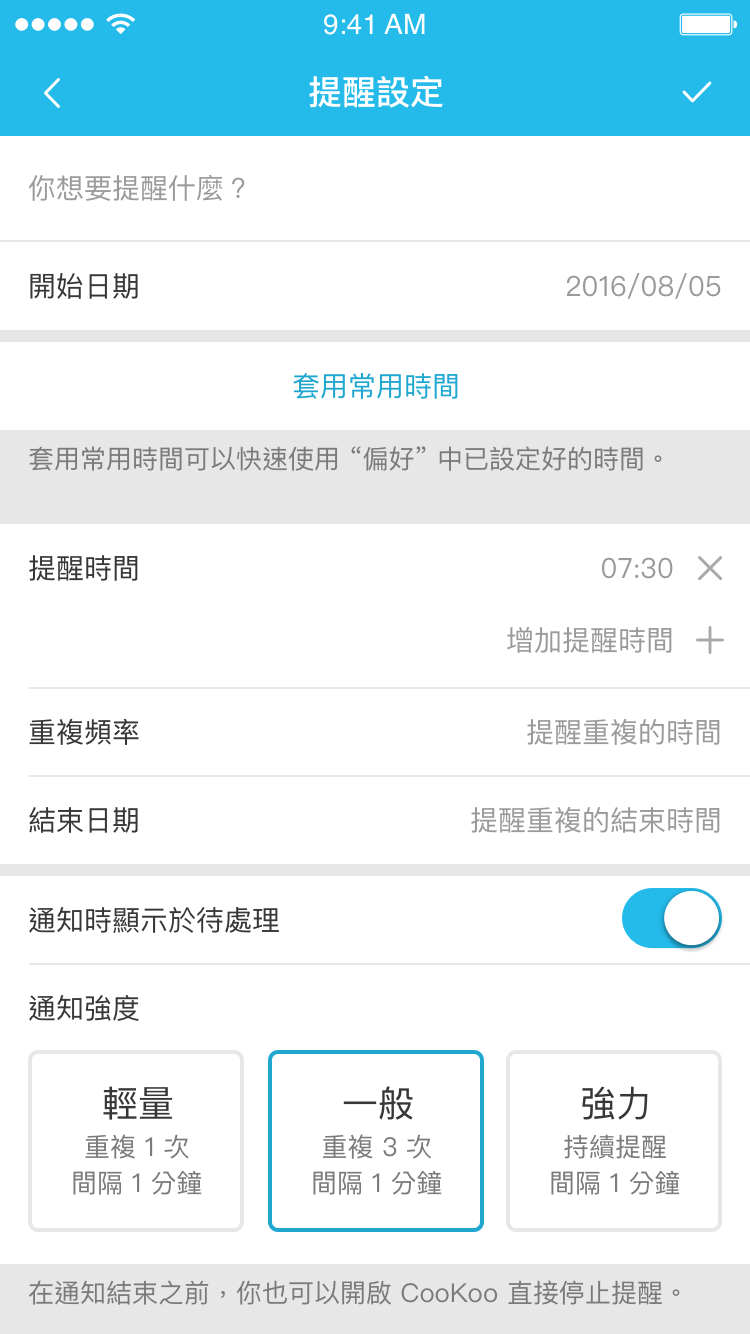 9:41 AM
提醒設定
你想要提醒什麼？
開始日期 2016/08/05
套用常用時間
套用常用時間可以快速使用“偏好”中已設定好的時間。
提醒時間 07:30
增加提醒時間
重複頻率 提醒重複的時間
結束日期 提醒重複的結束時間
通知時顯示於待處理
通知強度
輕量 一般 強力
重複 1 次 重複 3 次 持續提醒
間隔 1 分鐘 間隔 1 分鐘 間隔 1 分鐘
在通知結束之前，你也可以開啟 CooKoo 直接停止提醒。